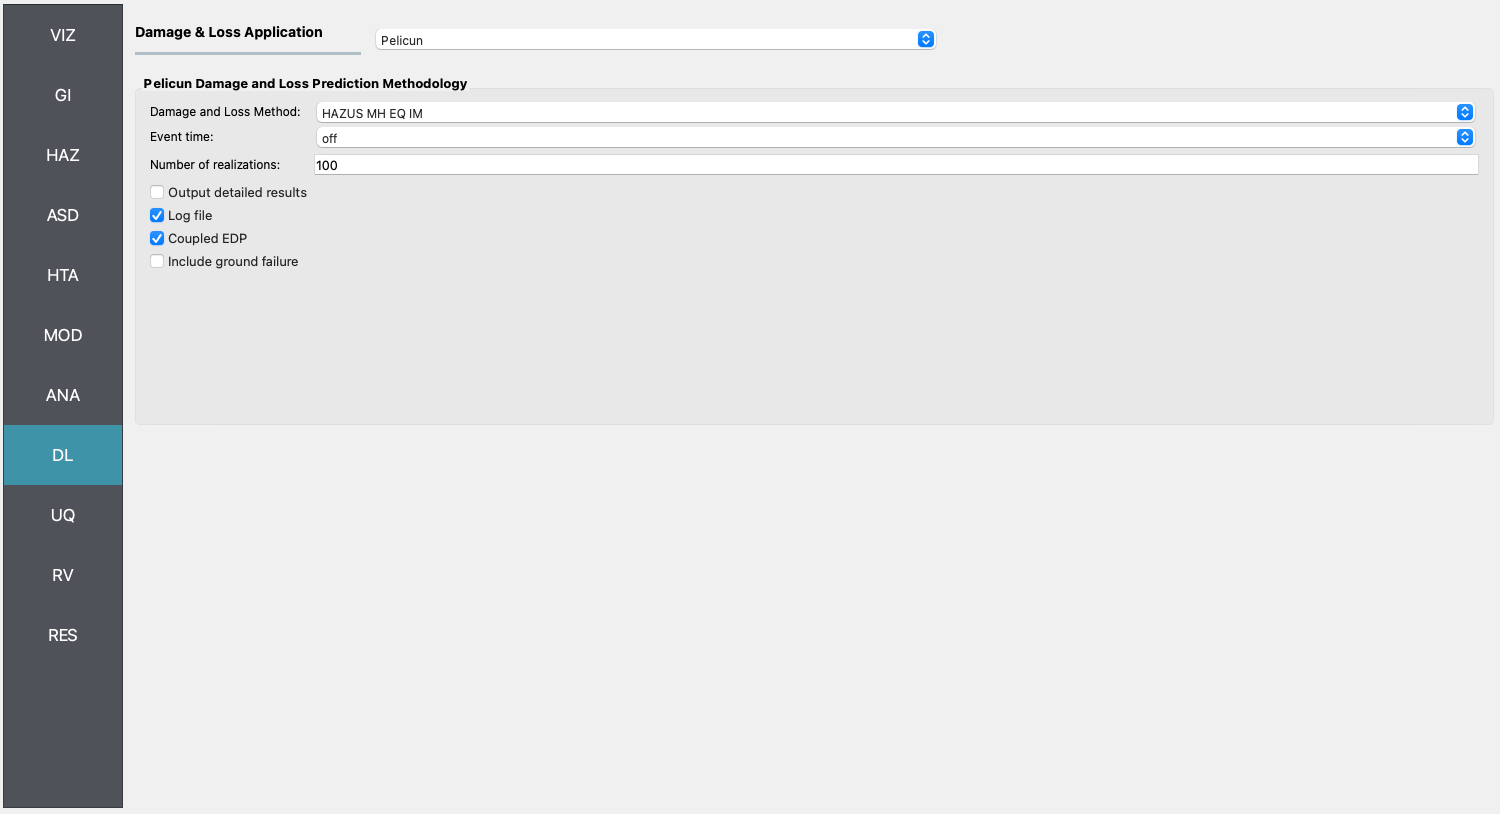 VIZ
GI
HAZ
ASD
HTA
MOD
ANA
DL
UQ
RV
RES
Damage & Loss Application
Pelicun
Pelicun Damage and Loss Prediction Methodology
Damage and Loss Method: HAZUS MH EQ IM
Event time: off
Number of realizations: 100
Output detailed results
Log file
Coupled EDP
Include ground failure